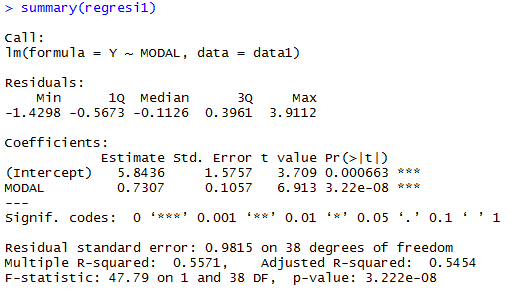 > summary(regresi1)
Call:
lm(formula = Y ~ MODAL, data = data1)
Residuals:
    Min      1Q  Median      3Q     Max
-1.4298 -0.5673 -0.1126  0.3961  3.9112
Coefficients:
            Estimate Std. Error t value Pr(>|t|)
(Intercept)   5.8436     1.5757   3.709 0.000663 ***
MODAL         0.7307     0.1057   6.913 3.22e-08 ***
---
Signif. codes:  0 ‘***’ 0.001 ‘**’ 0.01 ‘*’ 0.05 ‘.’ 0.1 ‘ ’ 1
Residual standard error: 0.9815 on 38 degrees of freedom
Multiple R-squared:  0.5571,    Adjusted R-squared:  0.5454
F-statistic: 47.79 on 1 and 38 DF,  p-value: 3.222e-08